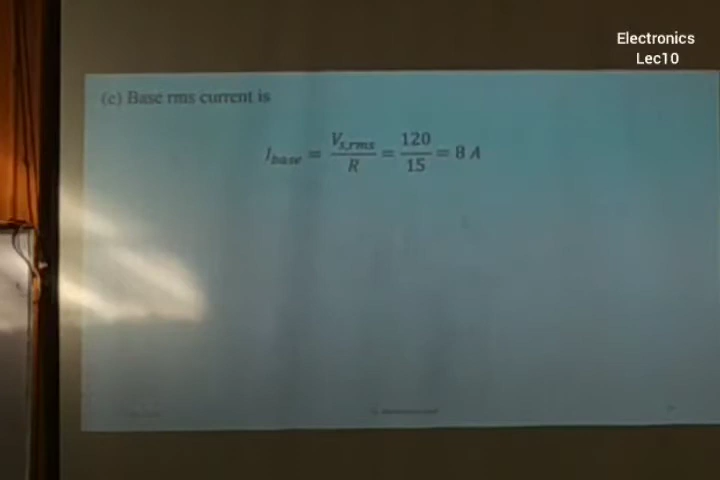 Electronics
Lec10
(c) Base rms current is
I_base = V_s,rms / R = 120 / 15 = 8 A